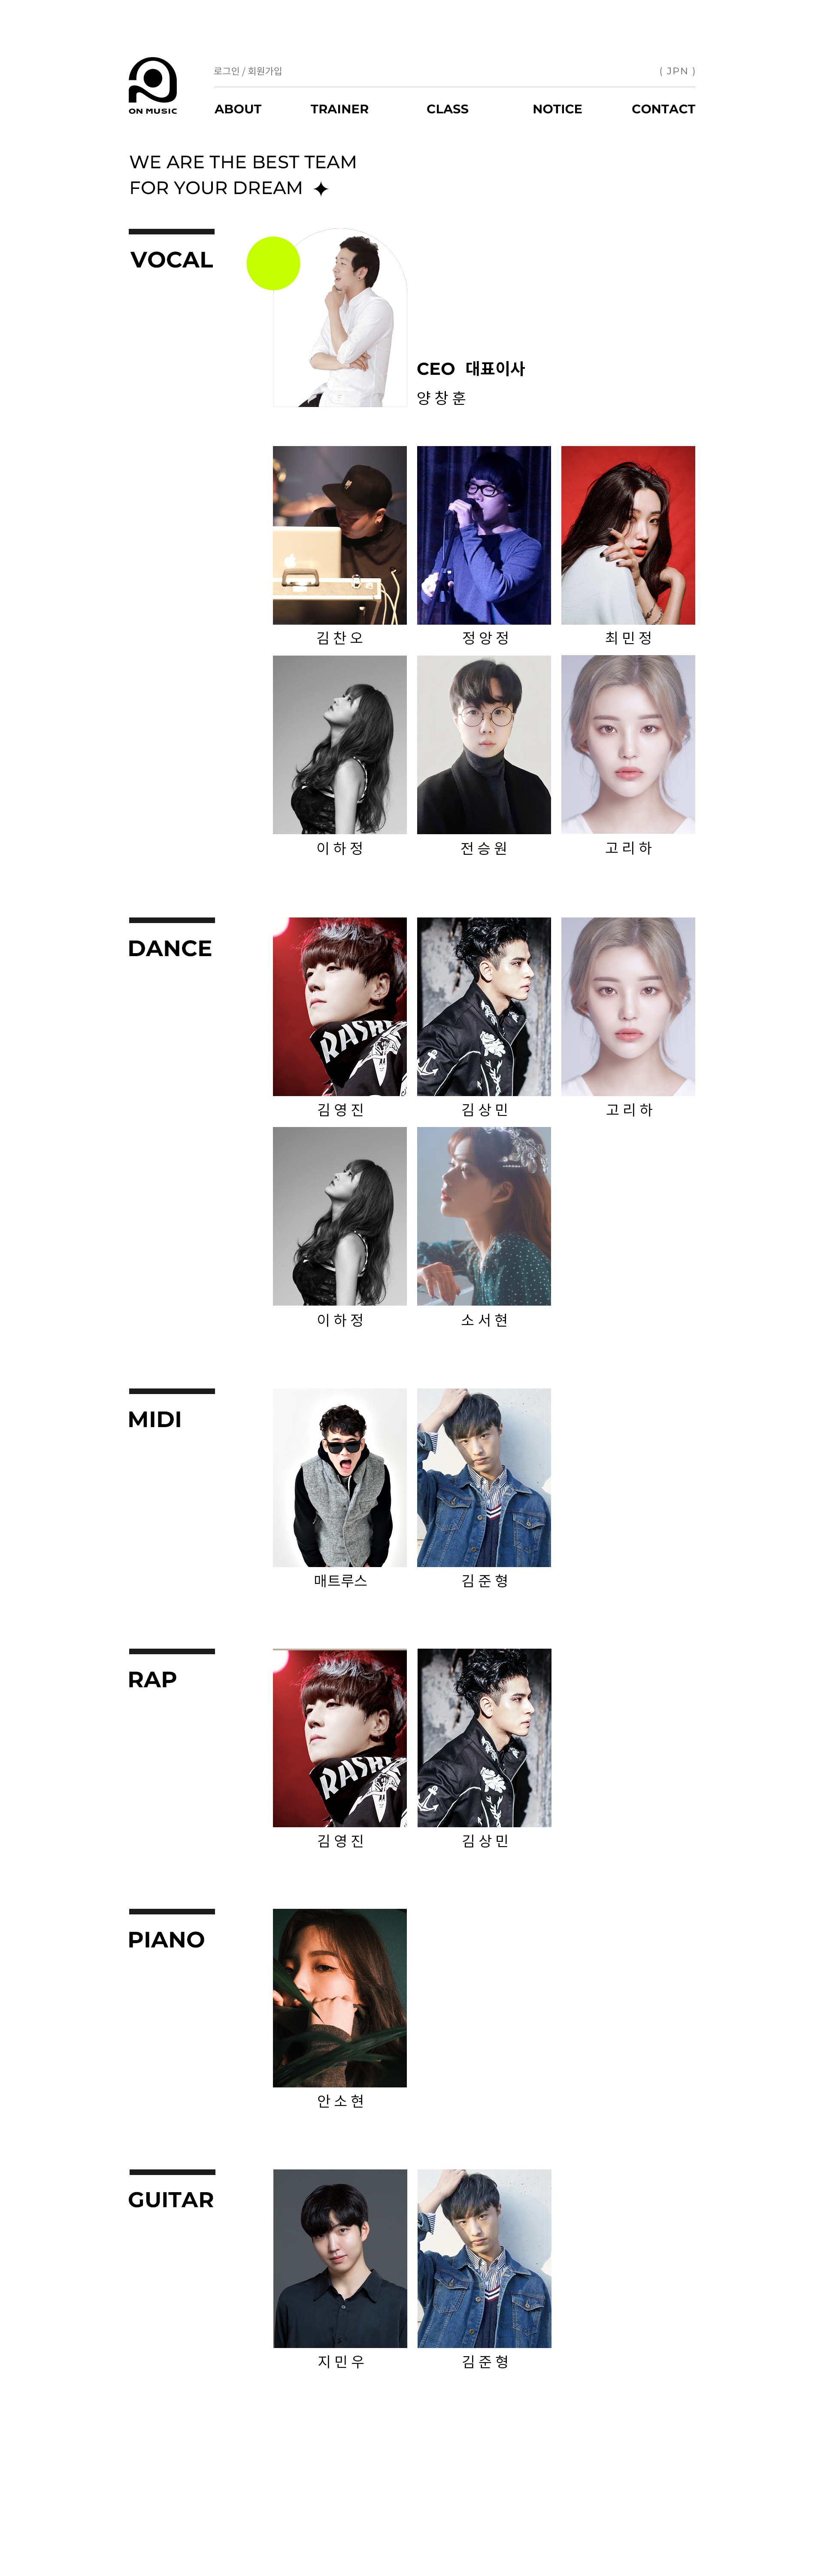 로그인 / 회원가입
( JPN )
ON MUSIC
ABOUT TRAINER CLASS NOTICE CONTACT
WE ARE THE BEST TEAM
FOR YOUR DREAM
VOCAL
CEO 대표이사
양 창 훈
김 찬 오 정 앙 정 최 민 정
이 하 정 전 승 원 고 리 하
DANCE
RASH
김 영 진 김 상 민 고 리 하
이 하 정 소 서 현
MIDI
매트루스 김 준 형
RAP
RASH
김 영 진 김 상 민
PIANO
안 소 현
GUITAR
지 민 우 김 준 형